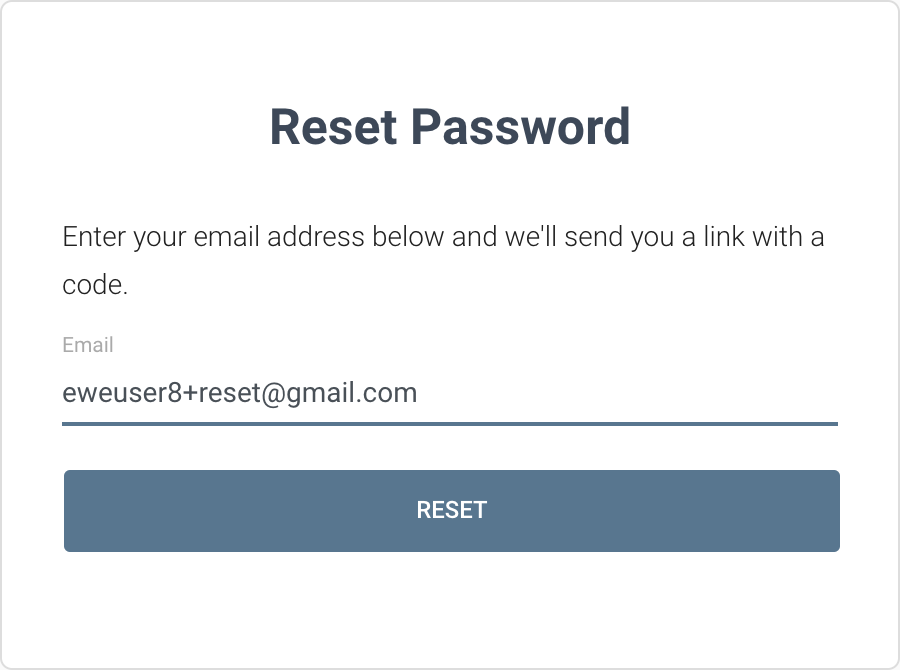 Reset Password
Enter your email address below and we'll send you a link with a
code.
Email
eweuser8+reset@gmail.com
RESET